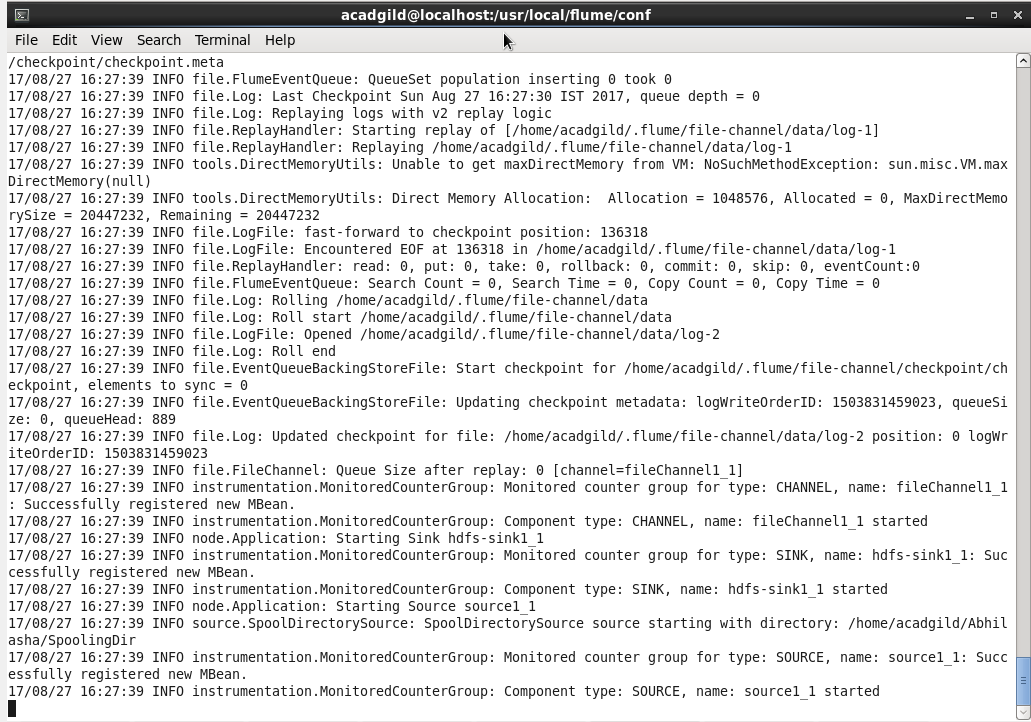 acadgild@localhost:/usr/local/flume/conf
File Edit View Search Terminal Help
/checkpoint/checkpoint.meta
17/08/27 16:27:39 INFO file.FlumeEventQueue: QueueSet population inserting 0 took 0
17/08/27 16:27:39 INFO file.Log: Last Checkpoint Sun Aug 27 16:27:30 IST 2017, queue depth = 0
17/08/27 16:27:39 INFO file.Log: Replaying logs with v2 replay logic
17/08/27 16:27:39 INFO file.ReplayHandler: Starting replay of [/home/acadgild/.flume/file-channel/data/log-1]
17/08/27 16:27:39 INFO file.ReplayHandler: Replaying /home/acadgild/.flume/file-channel/data/log-1
17/08/27 16:27:39 INFO tools.DirectMemoryUtils: Unable to get maxDirectMemory from VM: NoSuchMethodException: sun.misc.VM.max
DirectMemory(null)
17/08/27 16:27:39 INFO tools.DirectMemoryUtils: Direct Memory Allocation:  Allocation = 1048576, Allocated = 0, MaxDirectMemo
rySize = 20447232, Remaining = 20447232
17/08/27 16:27:39 INFO file.LogFile: fast-forward to checkpoint position: 136318
17/08/27 16:27:39 INFO file.LogFile: Encountered EOF at 136318 in /home/acadgild/.flume/file-channel/data/log-1
17/08/27 16:27:39 INFO file.ReplayHandler: read: 0, put: 0, take: 0, rollback: 0, commit: 0, skip: 0, eventCount:0
17/08/27 16:27:39 INFO file.FlumeEventQueue: Search Count = 0, Search Time = 0, Copy Count = 0, Copy Time = 0
17/08/27 16:27:39 INFO file.Log: Rolling /home/acadgild/.flume/file-channel/data
17/08/27 16:27:39 INFO file.Log: Roll start /home/acadgild/.flume/file-channel/data
17/08/27 16:27:39 INFO file.LogFile: Opened /home/acadgild/.flume/file-channel/data/log-2
17/08/27 16:27:39 INFO file.Log: Roll end
17/08/27 16:27:39 INFO file.EventQueueBackingStoreFile: Start checkpoint for /home/acadgild/.flume/file-channel/checkpoint/ch
eckpoint, elements to sync = 0
17/08/27 16:27:39 INFO file.EventQueueBackingStoreFile: Updating checkpoint metadata: logWriteOrderID: 1503831459023, queueSi
ze: 0, queueHead: 889
17/08/27 16:27:39 INFO file.Log: Updated checkpoint for file: /home/acadgild/.flume/file-channel/data/log-2 position: 0 logWr
iteOrderID: 1503831459023
17/08/27 16:27:39 INFO file.FileChannel: Queue Size after replay: 0 [channel=fileChannel1_1]
17/08/27 16:27:39 INFO instrumentation.MonitoredCounterGroup: Monitored counter group for type: CHANNEL, name: fileChannel1_1
: Successfully registered new MBean.
17/08/27 16:27:39 INFO instrumentation.MonitoredCounterGroup: Component type: CHANNEL, name: fileChannel1_1 started
17/08/27 16:27:39 INFO node.Application: Starting Sink hdfs-sink1_1
17/08/27 16:27:39 INFO instrumentation.MonitoredCounterGroup: Monitored counter group for type: SINK, name: hdfs-sink1_1: Suc
cessfully registered new MBean.
17/08/27 16:27:39 INFO instrumentation.MonitoredCounterGroup: Component type: SINK, name: hdfs-sink1_1 started
17/08/27 16:27:39 INFO node.Application: Starting Source source1_1
17/08/27 16:27:39 INFO source.SpoolDirectorySource: SpoolDirectorySource source starting with directory: /home/acadgild/Abhil
asha/SpoolingDir
17/08/27 16:27:39 INFO instrumentation.MonitoredCounterGroup: Monitored counter group for type: SOURCE, name: source1_1: Succ
essfully registered new MBean.
17/08/27 16:27:39 INFO instrumentation.MonitoredCounterGroup: Component type: SOURCE, name: source1_1 started